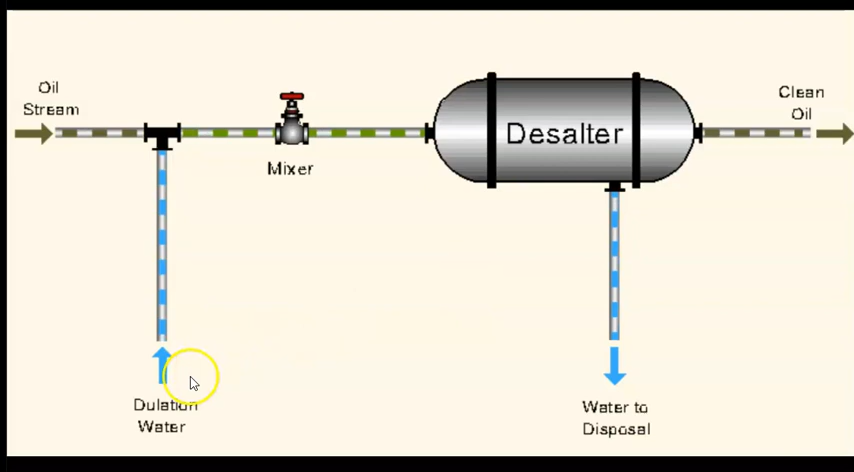 Oil
Stream
Mixer
Desalter
Clean
Oil
Dulation
Water
Water to
Disposal